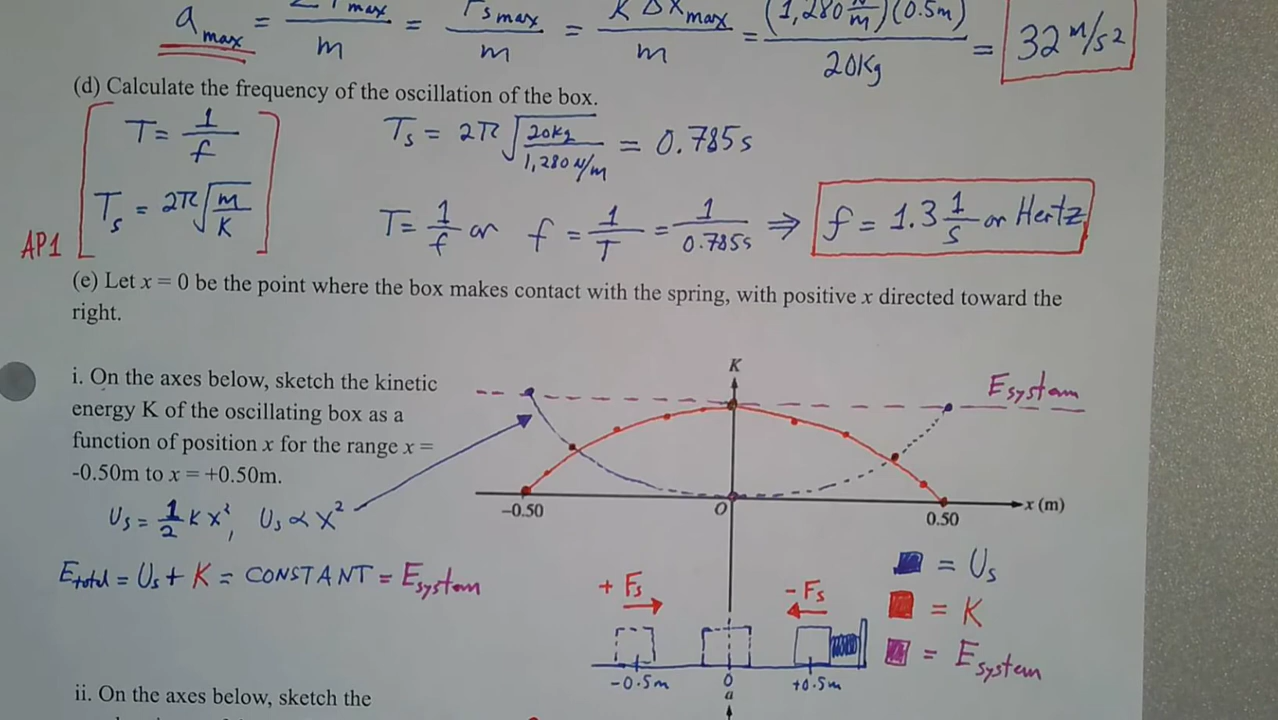 a max = ΣF max / m = Fs max / m = K Δx max / m = (1,280 N/m)(0.5m) / 20Kg = 32 m/s²
(d) Calculate the frequency of the oscillation of the box.
T = 1/f
Ts = 2π √(20kg / 1,280 N/m) = 0.785s
Ts = 2π √(m/K)
T = 1/f or f = 1/T = 1/0.785s ⇒ f = 1.3 1/s or Hertz
AP1
(e) Let x = 0 be the point where the box makes contact with the spring, with positive x directed toward the
right.
i. On the axes below, sketch the kinetic
energy K of the oscillating box as a
function of position x for the range x =
-0.50m to x = +0.50m.
Us = 1/2 K x², Us ∝ x²
Etotal = Us + K = CONSTANT = Esystem
K
Esystem
−0.50
O
0.50
x (m)
+ Fs
- Fs
-0.5m
0
+0.5m
a
= Us
= K
= Esystem
ii. On the axes below, sketch the